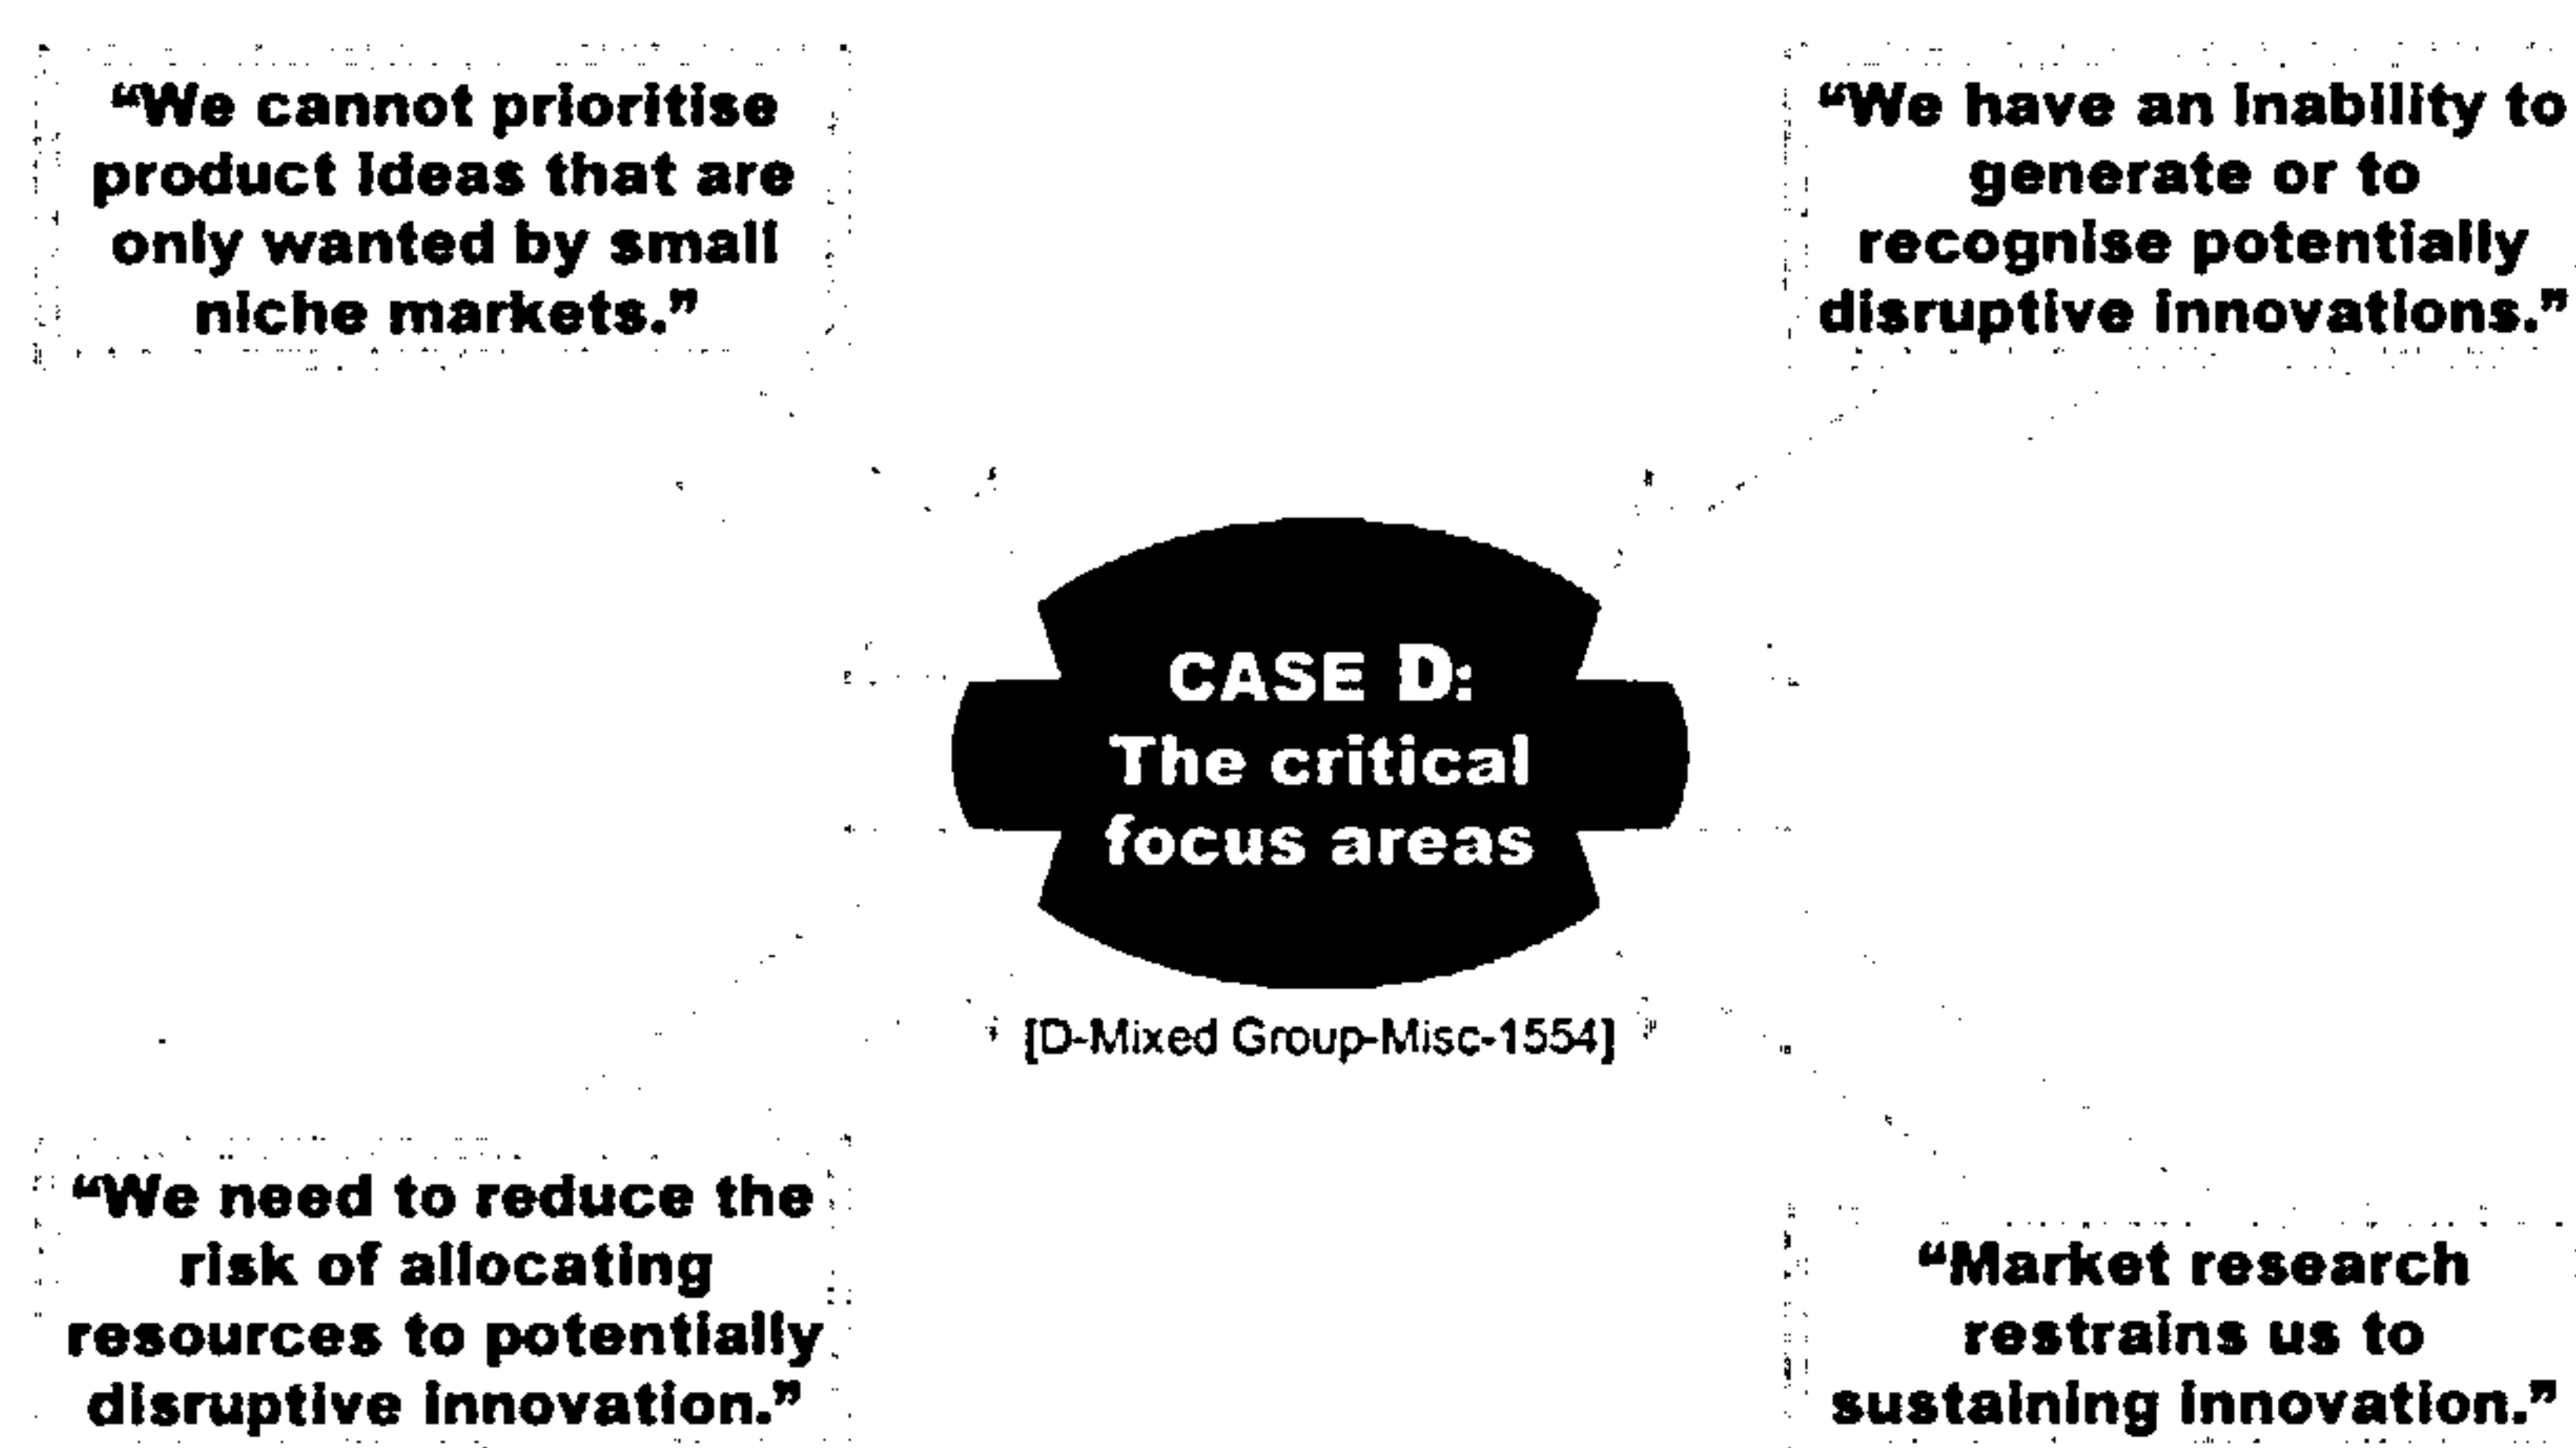 “We cannot prioritise
product ideas that are
only wanted by small
niche markets.”
“We have an inability to
generate or to
recognise potentially
disruptive innovations.”
CASE D:
The critical
focus areas
[D-Mixed Group-Misc-1554]
“We need to reduce the
risk of allocating
resources to potentially
disruptive innovation.”
“Market research
restrains us to
sustaining innovation.”